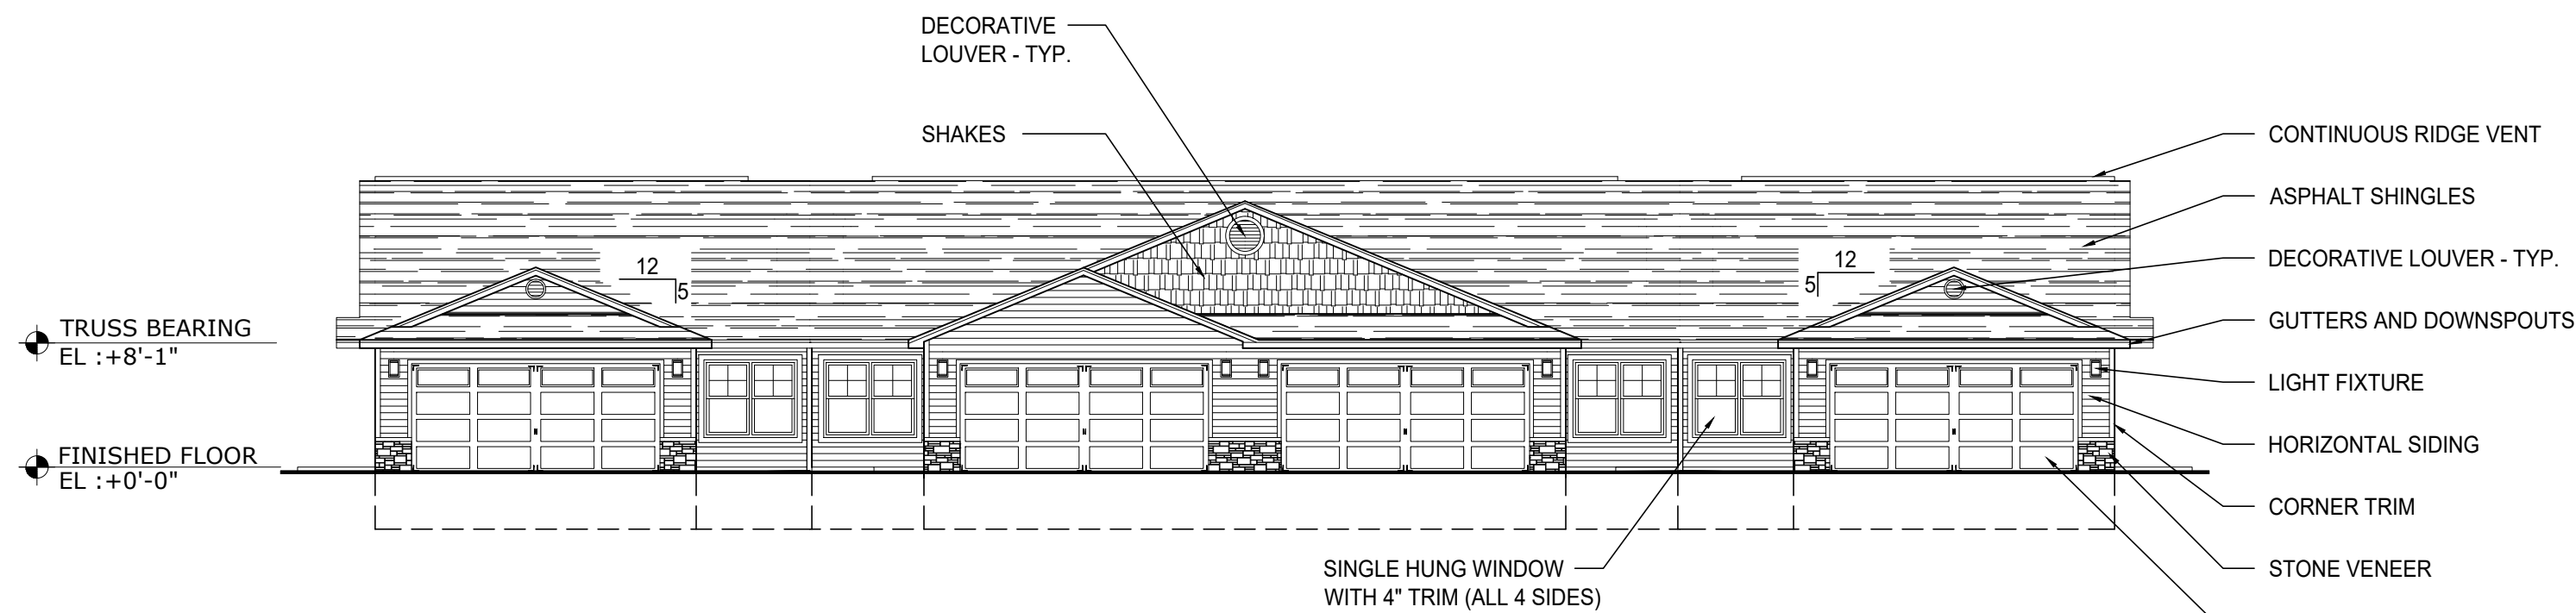 DECORATIVE
LOUVER - TYP.
SHAKES
CONTINUOUS RIDGE VENT
ASPHALT SHINGLES
12
5
12
5
DECORATIVE LOUVER - TYP.
GUTTERS AND DOWNSPOUTS
TRUSS BEARING
EL :+8'-1"
LIGHT FIXTURE
HORIZONTAL SIDING
FINISHED FLOOR
EL :+0'-0"
CORNER TRIM
STONE VENEER
SINGLE HUNG WINDOW
WITH 4" TRIM (ALL 4 SIDES)